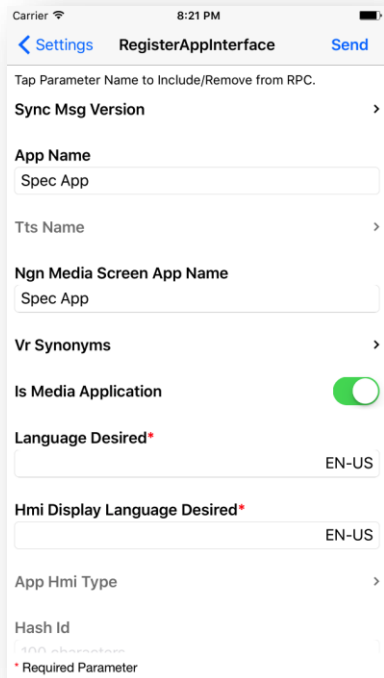 Carrier 8:21 PM
Settings RegisterAppInterface Send
Tap Parameter Name to Include/Remove from RPC.
Sync Msg Version
App Name
Spec App
Tts Name
Ngn Media Screen App Name
Spec App
Vr Synonyms
Is Media Application
Language Desired*
EN-US
Hmi Display Language Desired*
EN-US
App Hmi Type
Hash Id
100 characters
* Required Parameter